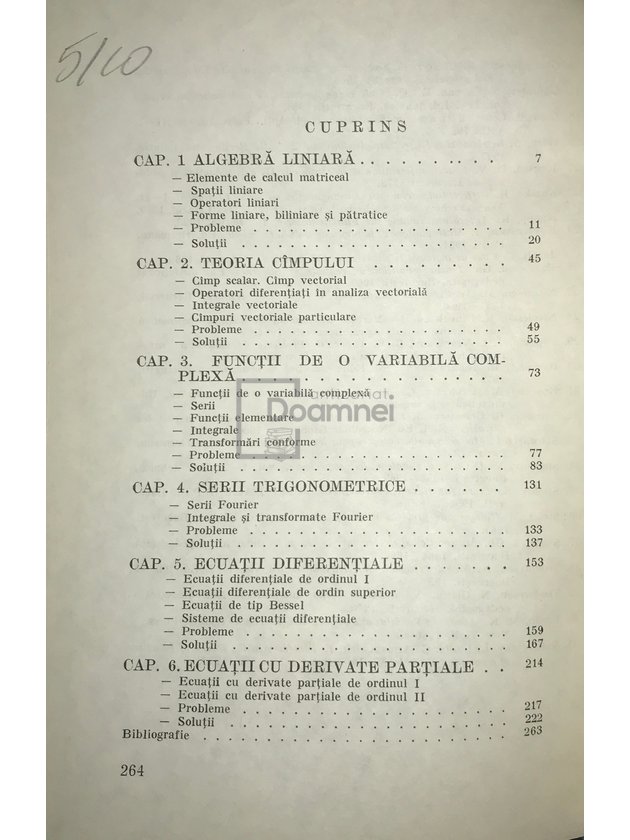 5/10
CUPRINS
CAP. 1 ALGEBRĂ LINIARĂ . . . . . . . .. . . 7
— Elemente de calcul matriceal
— Spații liniare
— Operatori liniari
— Forme liniare, biliniare și pătratice
— Probleme . . . . . . . . . . . . . . . . . . . . 11
— Soluții . . . . . . . . . . . . . . . . . . . . . 20
CAP. 2. TEORIA CÎMPULUI . . . . . . . . . 45
— Cîmp scalar. Cîmp vectorial
— Operatori diferențiați în analiza vectorială
— Integrale vectoriale
— Cîmpuri vectoriale particulare
— Probleme . . . . . . . . . . . . . . . . . . . . 49
— Soluții . . . . . . . . . . . . . . . . . . . . . 55
CAP. 3. FUNCȚII DE O VARIABILĂ COM-
PLEXĂ . . . . . . . . . . . . . . . . . . 73
— Funcții de o variabilă complexă
— Serii
anticariat
Doamnei
— Funcții elementare
— Integrale
— Transformări conforme
— Probleme . . . . . . . . . . . . . . . . . . . . 77
— Soluții . . . . . . . . . . . . . . . . . . . . . 83
CAP. 4. SERII TRIGONOMETRICE . . . . . . 131
— Serii Fourier
— Integrale și transformate Fourier
— Probleme . . . . . . . . . . . . . . . . . . . . 133
— Soluții . . . . . . . . . . . . . . . . . . . . . 137
CAP. 5. ECUAȚII DIFERENȚIALE . . . . . . . 153
— Ecuații diferențiale de ordinul I
— Ecuații diferențiale de ordin superior
— Ecuații de tip Bessel
— Sisteme de ecuații diferențiale
— Probleme . . . . . . . . . . . . . . . . . . . . 159
— Soluții . . . . . . . . . . . . . . . . . . . . . 167
CAP. 6. ECUAȚII CU DERIVATE PARȚIALE . . 214
— Ecuații cu derivate parțiale de ordinul I
— Ecuații cu derivate parțiale de ordinul II
— Probleme . . . . . . . . . . . . . . . . . . . . 217
— Soluții . . . . . . . . . . . . . . . . . . . . . 222
Bibliografie . . . . . . . . . . . . . . . . . . . . . . 263
264